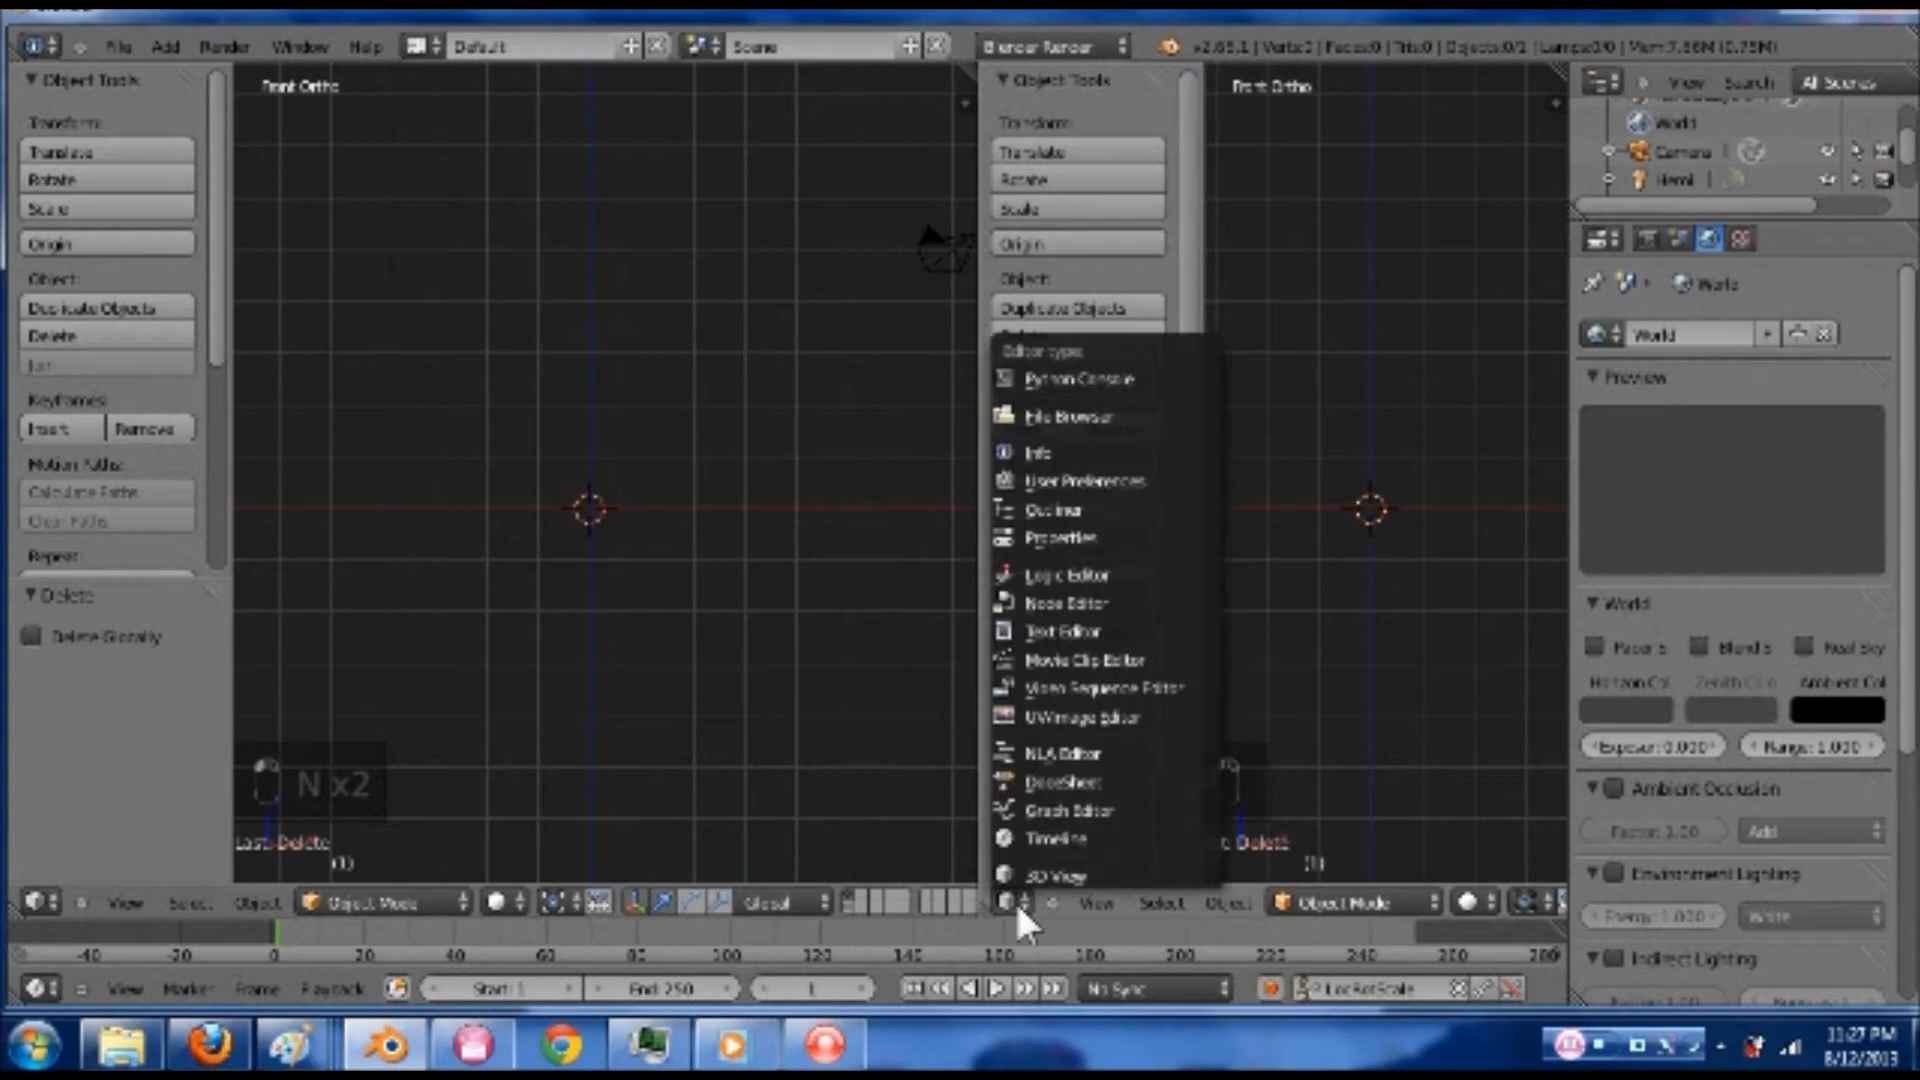 File Add Render Window Help Default Scene Blender Render v2.65.1 | Verts:0 | Faces:0 | Tris:0 | Objects:0/1 | Lamps:0/0 | Mem:7.66M (0.75M)
Object Tools
Transform:
Translate
Rotate
Scale
Origin
Object:
Duplicate Objects
Delete
Join
Keyframes:
Insert Remove
Motion Paths:
Calculate Paths
Clear Paths
Repeat:
Delete
Delete Globally
Front Ortho
N x2
Last: Delete
(1)
View Select Object Object Mode Global
Object Tools
Transform:
Translate
Rotate
Scale
Origin
Object:
Duplicate Objects
Editor type:
Python Console
File Browser
Info
User Preferences
Outliner
Properties
Logic Editor
Node Editor
Text Editor
Movie Clip Editor
Video Sequence Editor
UV/Image Editor
NLA Editor
DopeSheet
Graph Editor
Timeline
3D View
Front Ortho
t: Delete
(1)
View Select Object Object Mode
View Search All Scenes
World
Camera
Hemi
World
World
Preview
World
Paper S Blend S Real Sky
Horizon Col Zenith Colo Ambient Col
Exposur: 0.000 Range: 1.000
Ambient Occlusion
Factor: 1.00 Add
Environment Lighting
Energy: 1.000 White
Indirect Lighting
-40 -20 0 20 40 60 80 100 120 140 160 180 200 220 240 260 280
View Marker Frame Playback Start: 1 End: 250 1 No Sync LocRotScale
11:27 PM
8/12/2013